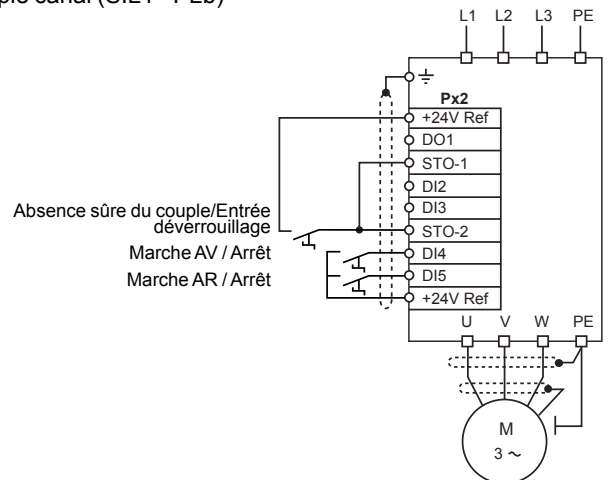 ple canal (SIL1 - PLb)
L1 L2 L3 PE
Px2
+24V Ref
DO1
STO-1
DI2
DI3
Absence sûre du couple/Entrée
déverrouillage
STO-2
Marche AV / Arrêt
DI4
Marche AR / Arrêt
DI5
+24V Ref
U V W PE
M
3 ~